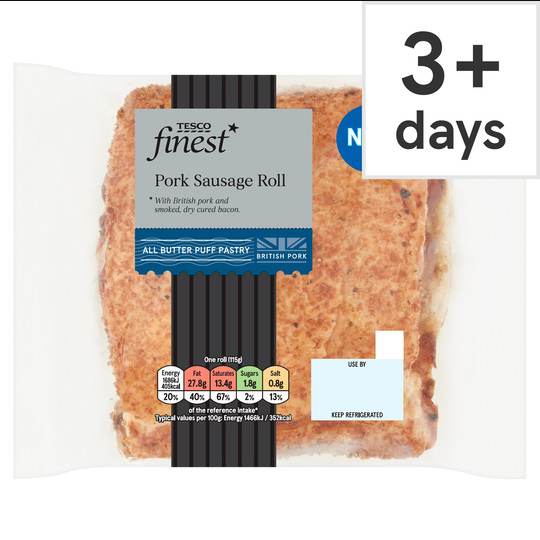 3+
days
TESCO
finest*
Pork Sausage Roll
* With British pork and
smoked, dry cured bacon.
ALL BUTTER PUFF PASTRY
BRITISH PORK
One roll (115g)
Energy
1686kJ
405kcal
20%
Fat
27.8g
40%
Saturates
13.4g
67%
Sugars
1.8g
2%
Salt
0.8g
13%
of the reference intake*
Typical values per 100g: Energy 1466kJ / 352kcal
USE BY
KEEP REFRIGERATED